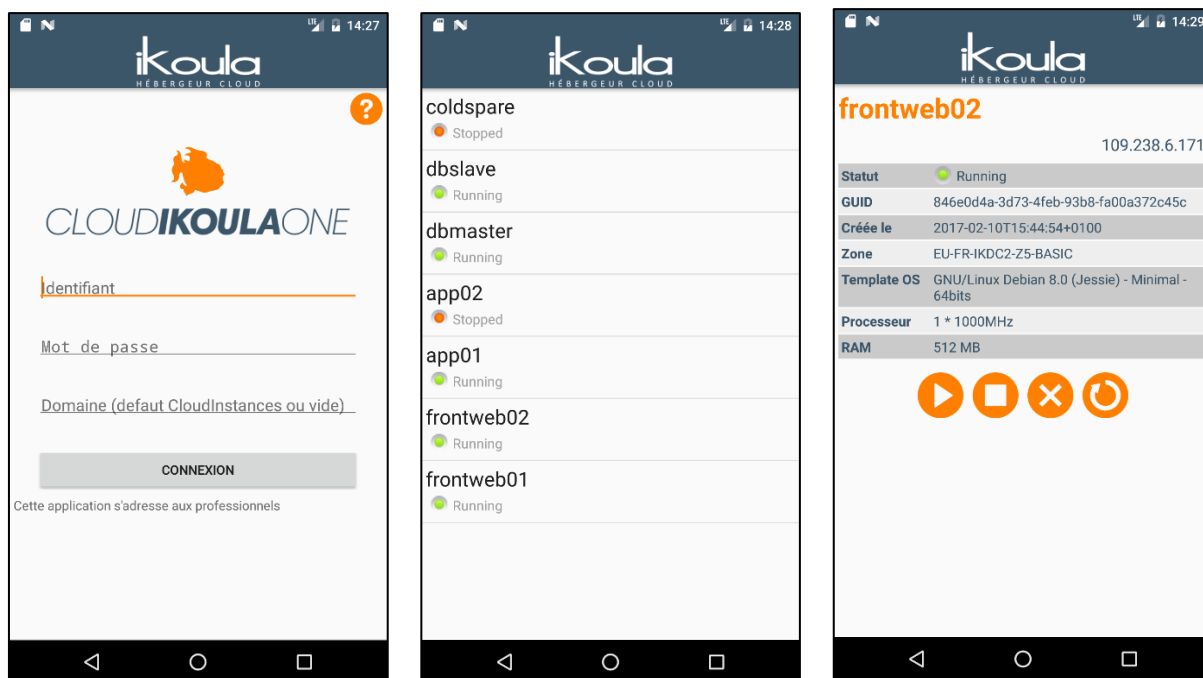 LTE 14:27
ikoula
HÉBERGEUR CLOUD
?
CLOUDIKOULAONE
Identifiant
Mot de passe
Domaine (defaut CloudInstances ou vide)
CONNEXION
Cette application s'adresse aux professionnels
LTE 14:28
ikoula
HÉBERGEUR CLOUD
coldspare
Stopped
dbslave
Running
dbmaster
Running
app02
Stopped
app01
Running
frontweb02
Running
frontweb01
Running
LTE 14:29
ikoula
HÉBERGEUR CLOUD
frontweb02
109.238.6.171
Statut Running
GUID 846e0d4a-3d73-4feb-93b8-fa00a372c45c
Créée le 2017-02-10T15:44:54+0100
Zone EU-FR-IKDC2-Z5-BASIC
Template OS GNU/Linux Debian 8.0 (Jessie) - Minimal -
64bits
Processeur 1 * 1000MHz
RAM 512 MB